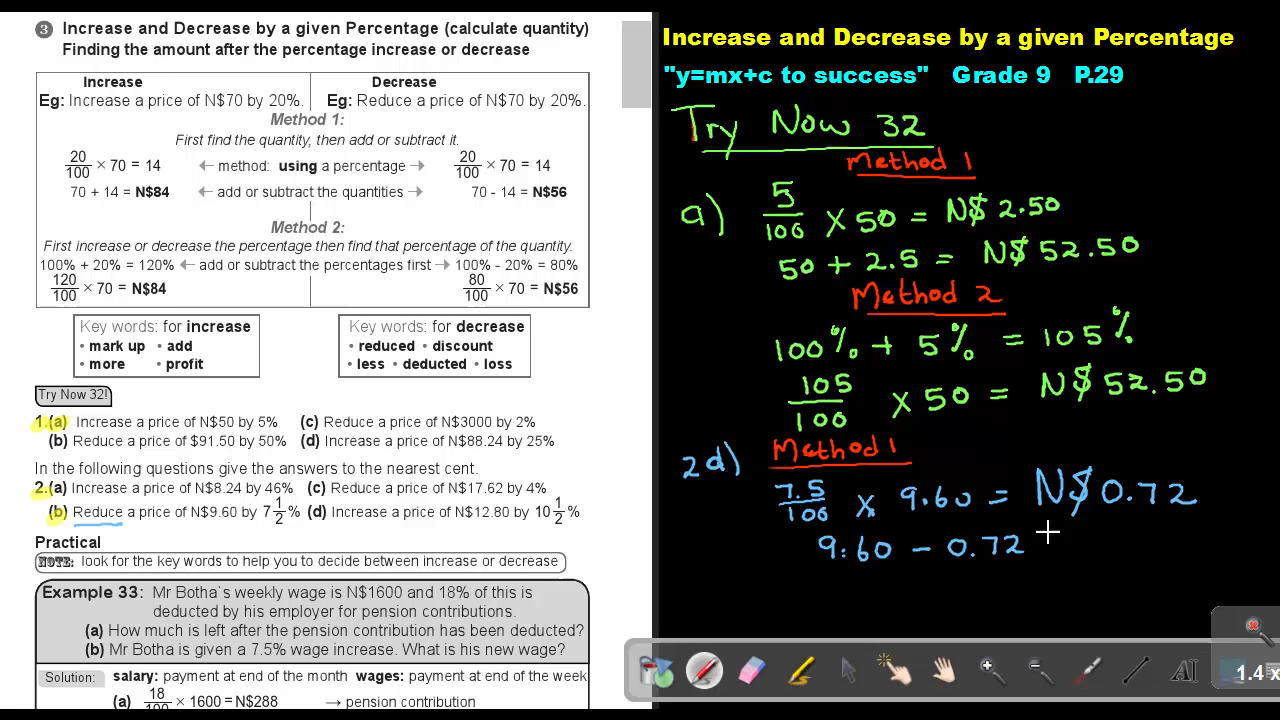 3 Increase and Decrease by a given Percentage (calculate quantity)
Finding the amount after the percentage increase or decrease
Increase Decrease
Eg: Increase a price of N$70 by 20%. Eg: Reduce a price of N$70 by 20%.
Method 1:
First find the quantity, then add or subtract it.
20/100 × 70 = 14 ← method: using a percentage → 20/100 × 70 = 14
70 + 14 = N$84 ← add or subtract the quantities → 70 - 14 = N$56
Method 2:
First increase or decrease the percentage then find that percentage of the quantity.
100% + 20% = 120% ← add or subtract the percentages first → 100% - 20% = 80%
120/100 × 70 = N$84 80/100 × 70 = N$56
Key words: for increase
• mark up • add
• more • profit
Key words: for decrease
• reduced • discount
• less • deducted • loss
Try Now 32!
1.(a) Increase a price of N$50 by 5% (c) Reduce a price of N$3000 by 2%
(b) Reduce a price of $91.50 by 50% (d) Increase a price of N$88.24 by 25%
In the following questions give the answers to the nearest cent.
2.(a) Increase a price of N$8.24 by 46% (c) Reduce a price of N$17.62 by 4%
(b) Reduce a price of N$9.60 by 7 1/2 % (d) Increase a price of N$12.80 by 10 1/2 %
Practical
NOTE: look for the key words to help you to decide between increase or decrease
Example 33: Mr Botha`s weekly wage is N$1600 and 18% of this is
deducted by his employer for pension contributions.
(a) How much is left after the pension contribution has been deducted?
(b) Mr Botha is given a 7.5% wage increase. What is his new wage?
Solution: salary: payment at end of the month wages: payment at end of the week
(a) 18/100 × 1600 = N$288 → pension contribution
Increase and Decrease by a given Percentage
"y=mx+c to success" Grade 9 P.29
Try Now 32
Method 1
a) 5/100 × 50 = N$ 2.50
50 + 2.5 = N$ 52.50
Method 2
100% + 5% = 105%
105/100 × 50 = N$ 52.50
2d) Method 1
7.5/100 × 9.60 = N$ 0.72
9.60 - 0.72
AI
1.4 x